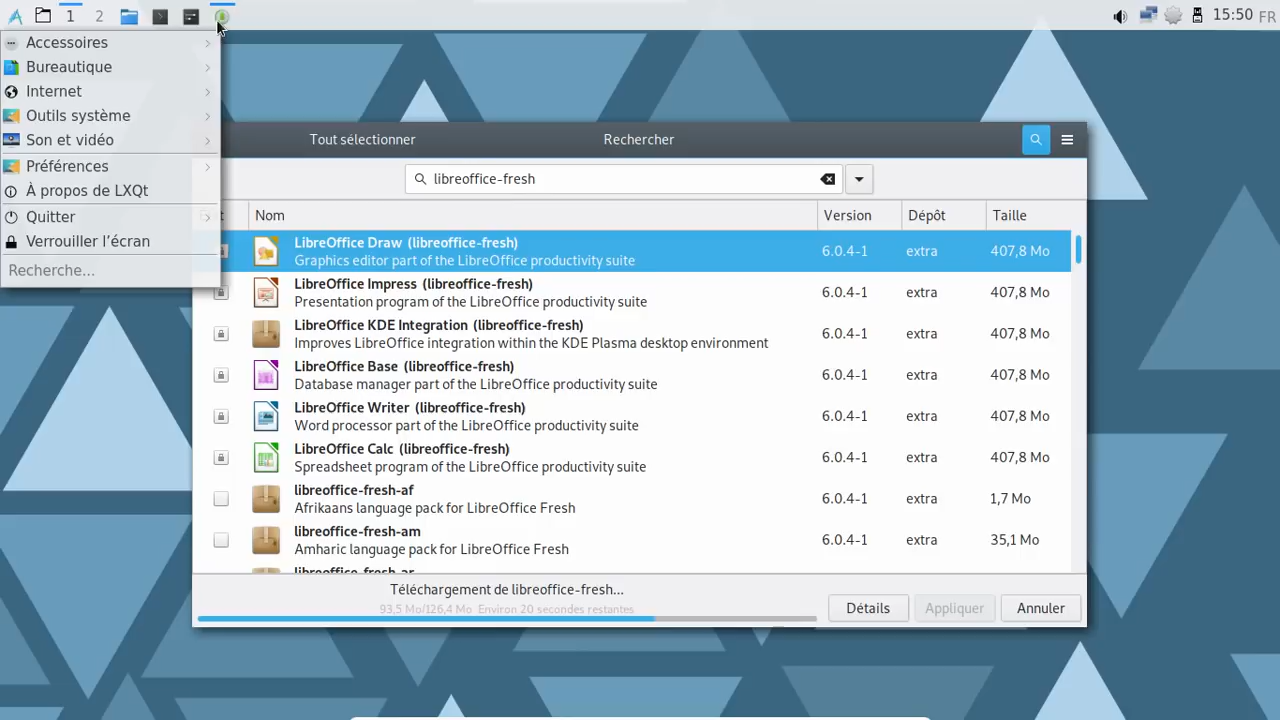 1
2
15:50 FR
Accessoires
Bureautique
Internet
Outils système
Son et vidéo
Préférences
À propos de LXQt
Quitter
Verrouiller l’écran
Recherche...
Tout sélectionner
Rechercher
libreoffice-fresh
Nom
Version
Dépôt
Taille
LibreOffice Draw (libreoffice-fresh)
Graphics editor part of the LibreOffice productivity suite
6.0.4-1 extra 407,8 Mo
LibreOffice Impress (libreoffice-fresh)
Presentation program of the LibreOffice productivity suite
6.0.4-1 extra 407,8 Mo
LibreOffice KDE Integration (libreoffice-fresh)
Improves LibreOffice integration within the KDE Plasma desktop environment
6.0.4-1 extra 407,8 Mo
LibreOffice Base (libreoffice-fresh)
Database manager part of the LibreOffice productivity suite
6.0.4-1 extra 407,8 Mo
LibreOffice Writer (libreoffice-fresh)
Word processor part of the LibreOffice productivity suite
6.0.4-1 extra 407,8 Mo
LibreOffice Calc (libreoffice-fresh)
Spreadsheet program of the LibreOffice productivity suite
6.0.4-1 extra 407,8 Mo
libreoffice-fresh-af
Afrikaans language pack for LibreOffice Fresh
6.0.4-1 extra 1,7 Mo
libreoffice-fresh-am
Amharic language pack for LibreOffice Fresh
6.0.4-1 extra 35,1 Mo
libreoffice-fresh-ar
Téléchargement de libreoffice-fresh...
93,5 Mo/126,4 Mo Environ 20 secondes restantes
Détails
Appliquer
Annuler